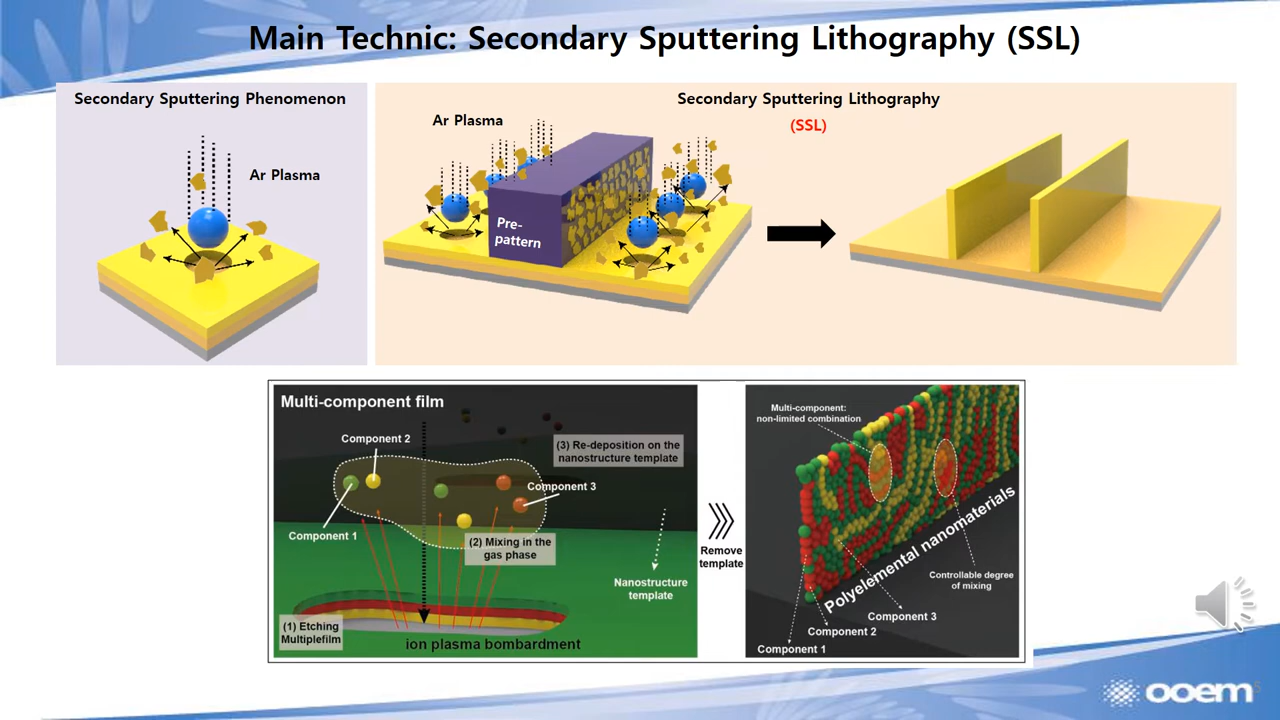 Main Technic: Secondary Sputtering Lithography (SSL)
Secondary Sputtering Phenomenon
Ar Plasma
Secondary Sputtering Lithography
(SSL)
Ar Plasma
Pre-
pattern
Multi-component film
Component 2
(3) Re-deposition on the
nanostructure template
Component 3
Component 1
(2) Mixing in the
gas phase
Nanostructure
template
(1) Etching
Multiplefilm
ion plasma bombardment
Remove
template
Multi-component:
non-limited combination
Polyelemental nanomaterials
Controllable degree
of mixing
Component 3
Component 2
Component 1
ooem